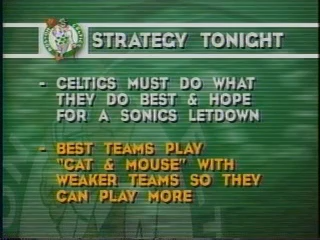 STRATEGY TONIGHT
- CELTICS MUST DO WHAT
THEY DO BEST & HOPE
FOR A SONICS LETDOWN
- BEST TEAMS PLAY
"CAT & MOUSE" WITH
WEAKER TEAMS SO THEY
CAN PLAY MORE